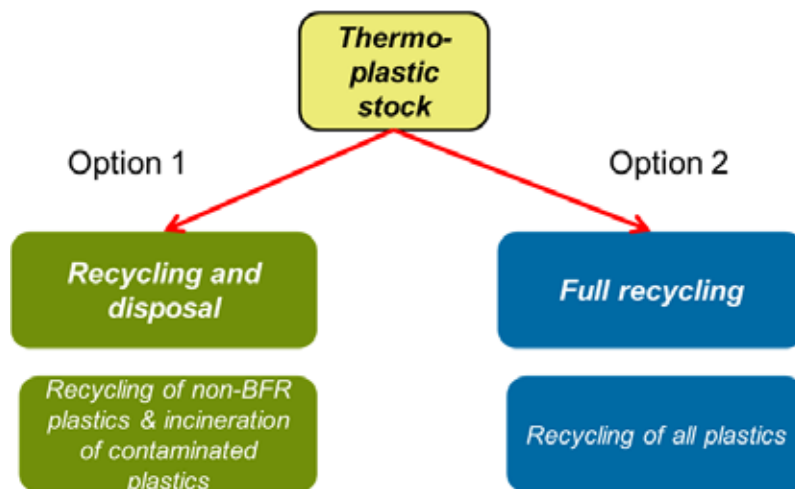 Thermo-
plastic
stock
Option 1
Option 2
Recycling and
disposal
Full recycling
Recycling of non-BFR
plastics & incineration
of contaminated
plastics
Recycling of all plastics